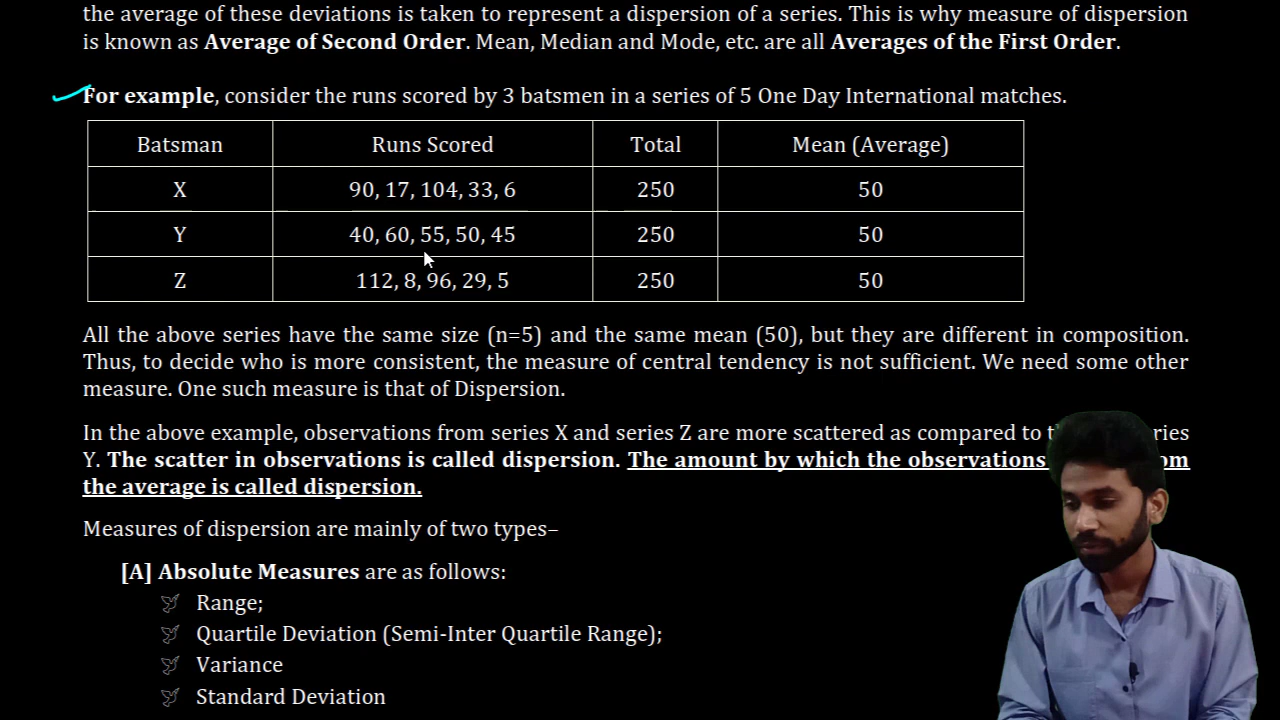 the average of these deviations is taken to represent a dispersion of a series. This is why measure of dispersion
is known as Average of Second Order. Mean, Median and Mode, etc. are all Averages of the First Order.
For example, consider the runs scored by 3 batsmen in a series of 5 One Day International matches.
Batsman Runs Scored Total Mean (Average)
X 90, 17, 104, 33, 6 250 50
Y 40, 60, 55, 50, 45 250 50
Z 112, 8, 96, 29, 5 250 50
All the above series have the same size (n=5) and the same mean (50), but they are different in composition.
Thus, to decide who is more consistent, the measure of central tendency is not sufficient. We need some other
measure. One such measure is that of Dispersion.
In the above example, observations from series X and series Z are more scattered as compared to
Y. The scatter in observations is called dispersion. The amount by which the observations
the average is called dispersion.
Measures of dispersion are mainly of two types–
[A] Absolute Measures are as follows:
Range;
Quartile Deviation (Semi-Inter Quartile Range);
Variance
Standard Deviation